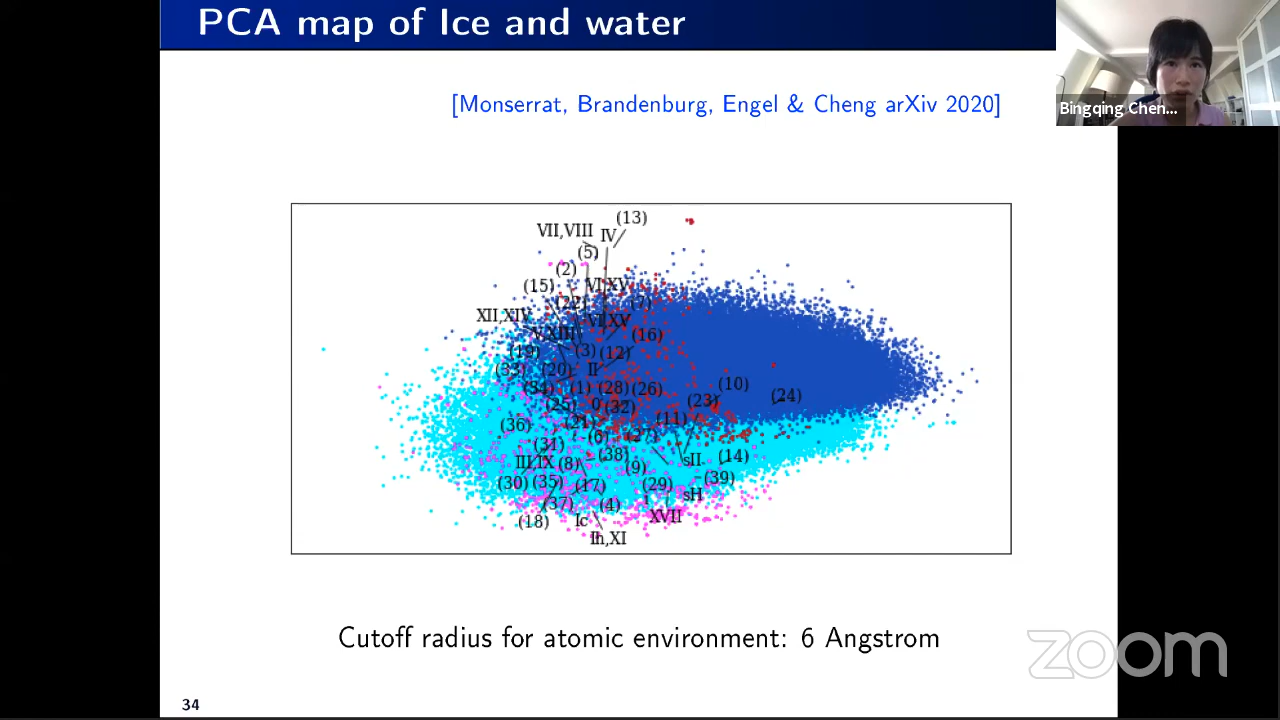 PCA map of Ice and water
[Monserrat, Brandenburg, Engel & Cheng arXiv 2020]
Bingqing Chen...
(13)
VII,VIII
IV
(5)
(2)
(15)
VI,XV
(22)
(7)
XII,XIV
VI,XV
V,XIII
(16)
(19)
(3)
(12)
(33)
(20)
II
(34)
(1)
(28)
(26)
(10)
(24)
(25)
0
(32)
(23)
(36)
(21)
(11)
(6)
(27)
(31)
(38)
sII
(14)
III,IX
(8)
(9)
(30)
(35)
(17)
(29)
(39)
(37)
(4)
i
sH
(18)
Ic
XVII
Ih,XI
Cutoff radius for atomic environment: 6 Angstrom
zoom
34